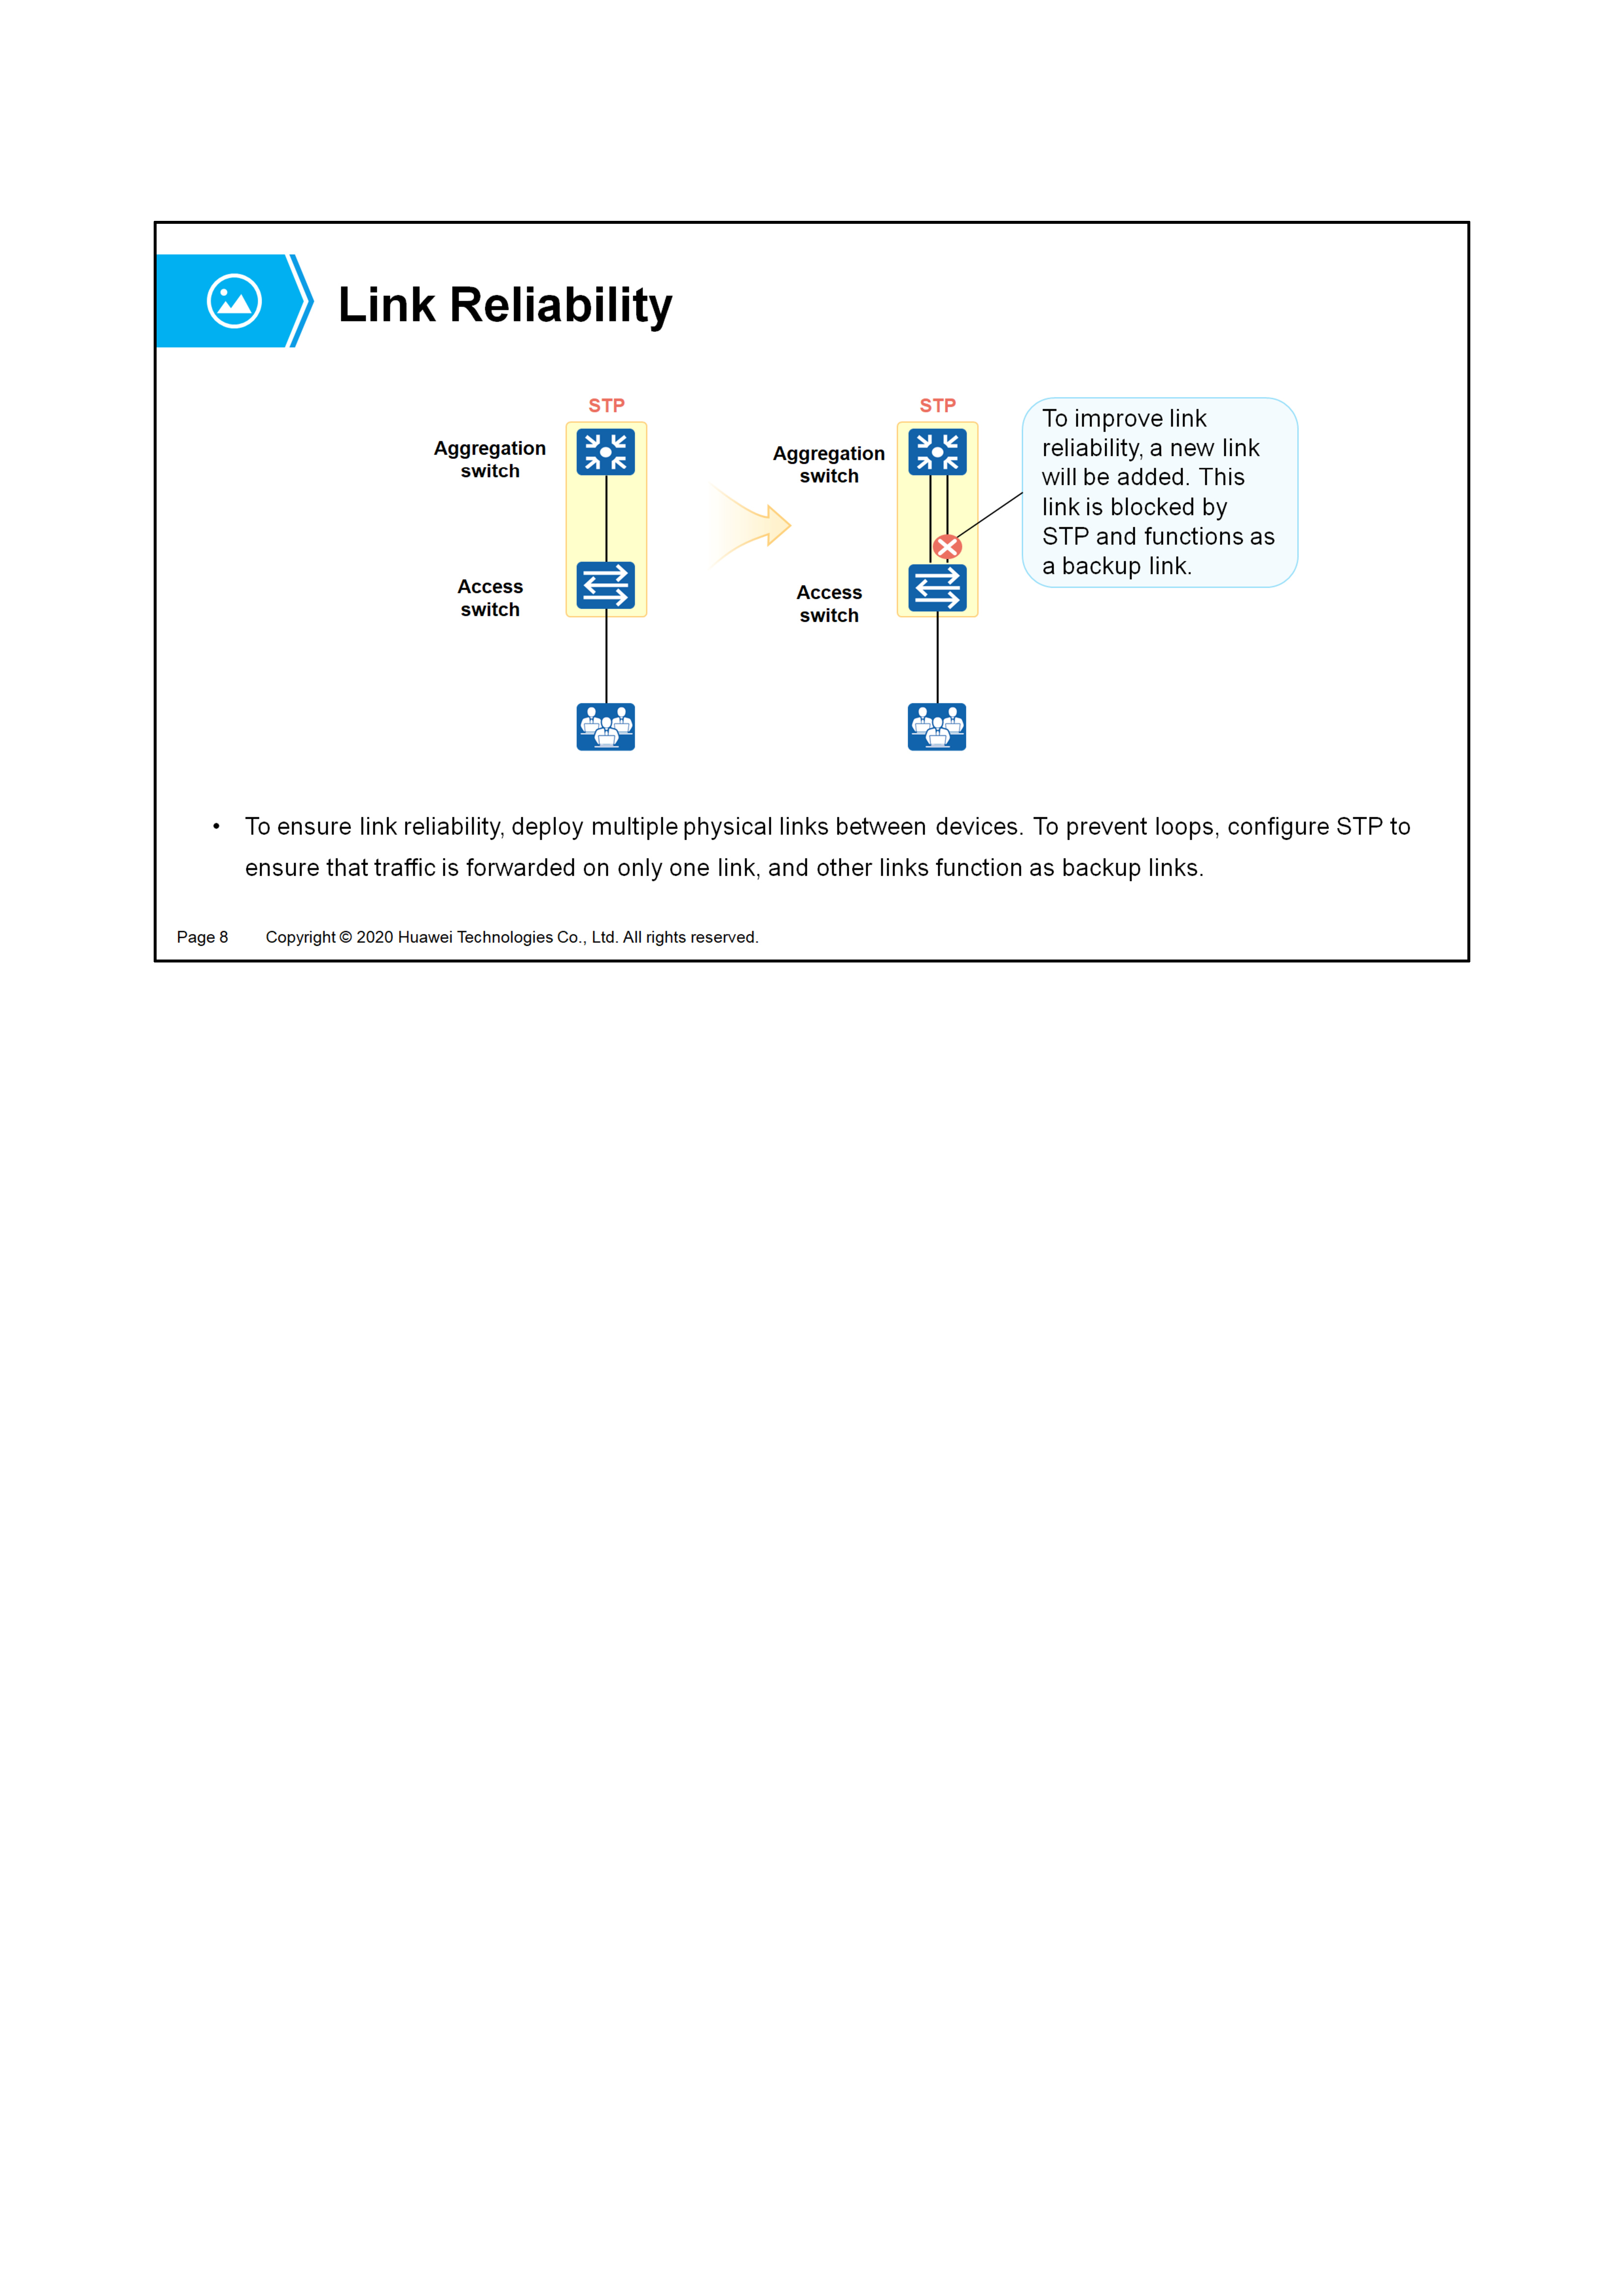 Link Reliability
STP
Aggregation
switch
Access
switch
STP
Aggregation
switch
Access
switch
To improve link
reliability, a new link
will be added. This
link is blocked by
STP and functions as
a backup link.
• To ensure link reliability, deploy multiple physical links between devices. To prevent loops, configure STP to
ensure that traffic is forwarded on only one link, and other links function as backup links.
Page 8 Copyright © 2020 Huawei Technologies Co., Ltd. All rights reserved.